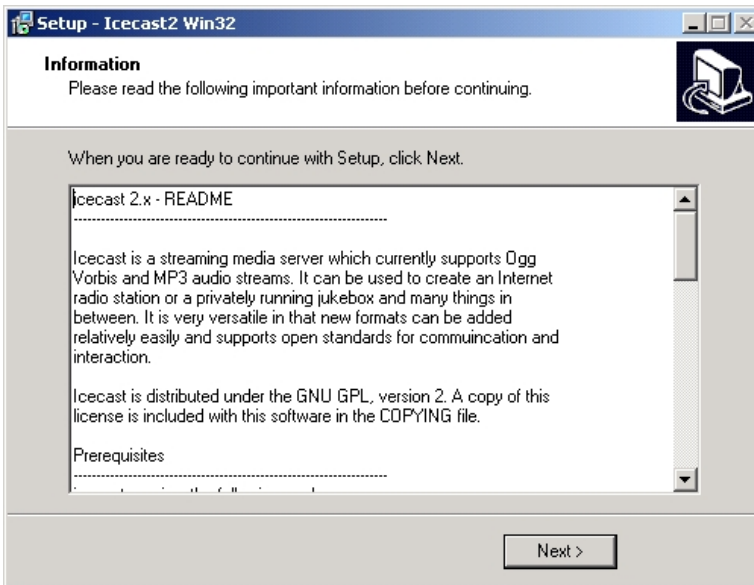 Setup - Icecast2 Win32
Information
Please read the following important information before continuing.
When you are ready to continue with Setup, click Next.
icecast 2.x - README
---------------------------------------------------------------------
Icecast is a streaming media server which currently supports Ogg
Vorbis and MP3 audio streams. It can be used to create an Internet
radio station or a privately running jukebox and many things in
between. It is very versatile in that new formats can be added
relatively easily and supports open standards for commuincation and
interaction.
Icecast is distributed under the GNU GPL, version 2. A copy of this
license is included with this software in the COPYING file.
Prerequisites
---------------------------------------------------------------------
Next >